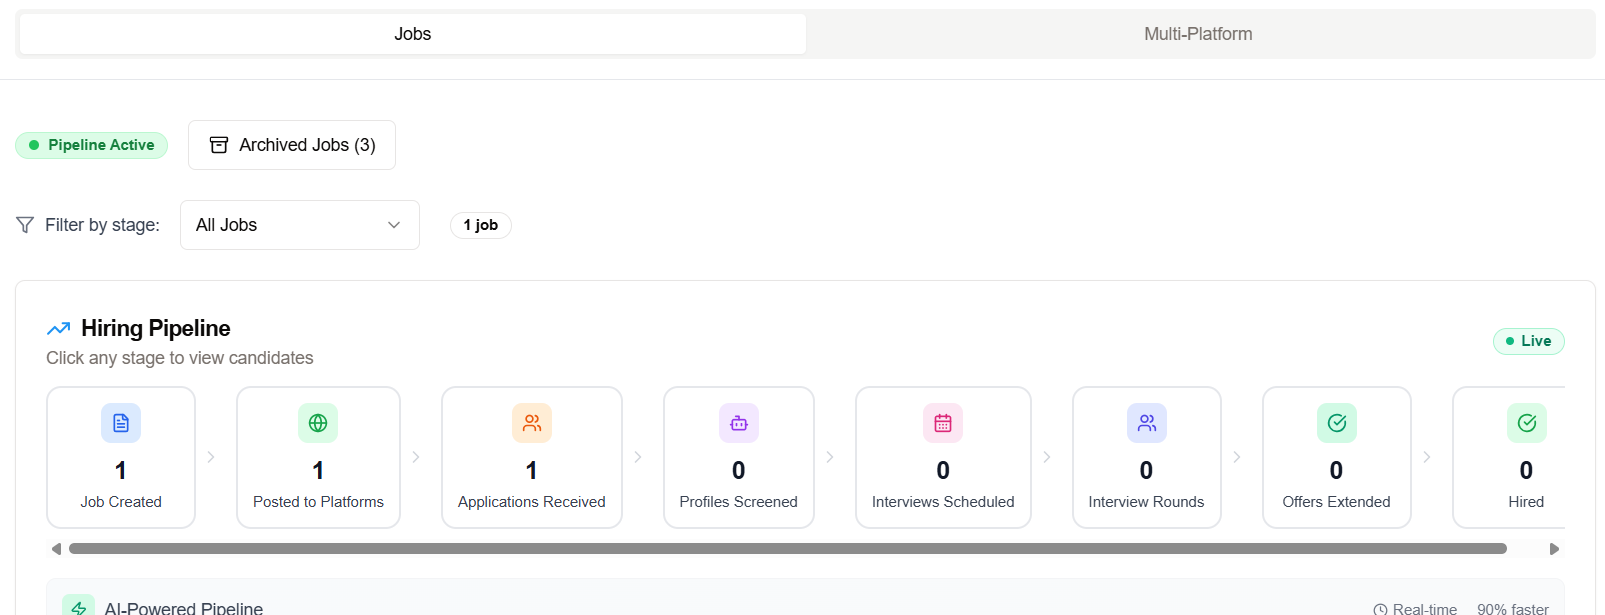 Jobs
Multi-Platform
Pipeline Active
Archived Jobs (3)
Filter by stage:
All Jobs
1 job
Hiring Pipeline
Click any stage to view candidates
Live
1
Job Created
1
Posted to Platforms
1
Applications Received
0
Profiles Screened
0
Interviews Scheduled
0
Interview Rounds
0
Offers Extended
0
Hired
AI-Powered Pipeline
Real-time
90% faster